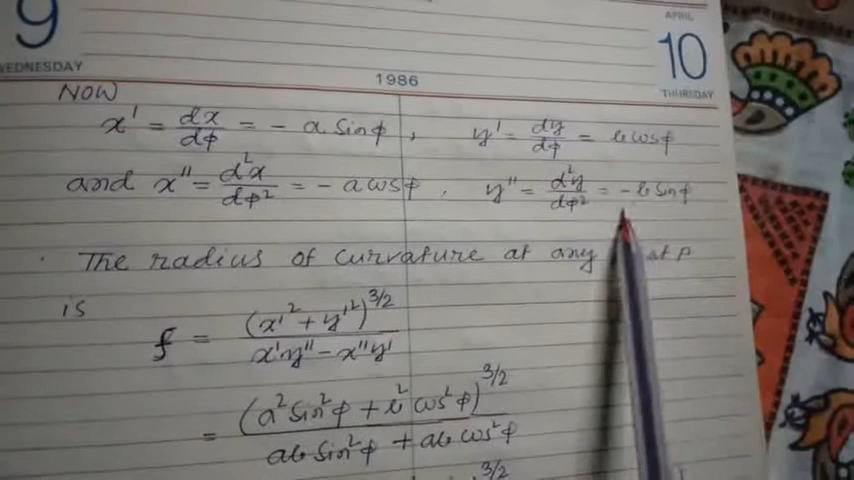 9 APRIL 10
WEDNESDAY 1986 THURSDAY
Now
x' = dx/dφ = - a sinφ , y' = dy/dφ = b cosφ
and x'' = d²x/dφ² = - a cosφ . y'' = d²y/dφ² = - b sinφ
The radius of curvature at any at P
is
ρ = (x'² + y'²)^3/2 / x'y'' - x''y'
= (a² sin²φ + b² cos²φ)^3/2 / ab sin²φ + ab cos²φ
3/2